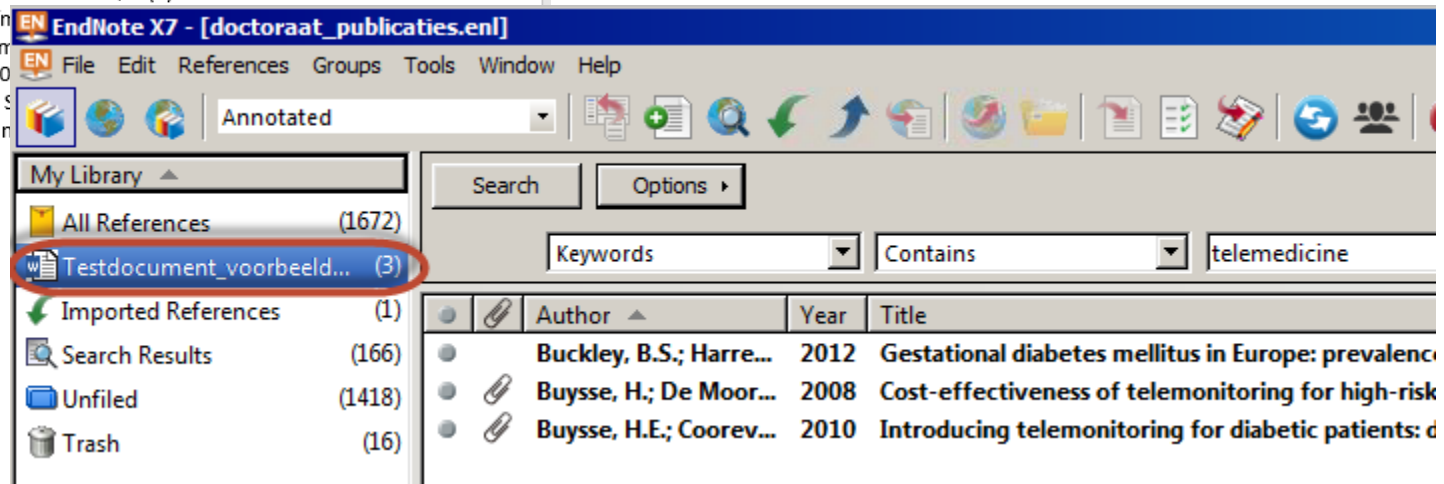 EndNote X7 - [doctoraat_publicaties.enl]
File Edit References Groups Tools Window Help
Annotated
My Library
Search Options
All References (1672)
Keywords Contains telemedicine
Testdocument_voorbeeld... (3)
Imported References (1)
Author Year Title
Search Results (166)
Buckley, B.S.; Harre... 2012 Gestational diabetes mellitus in Europe: prevalence
Unfiled (1418)
Buysse, H.; De Moor... 2008 Cost-effectiveness of telemonitoring for high-risk
Trash (16)
Buysse, H.E.; Coorev... 2010 Introducing telemonitoring for diabetic patients: d